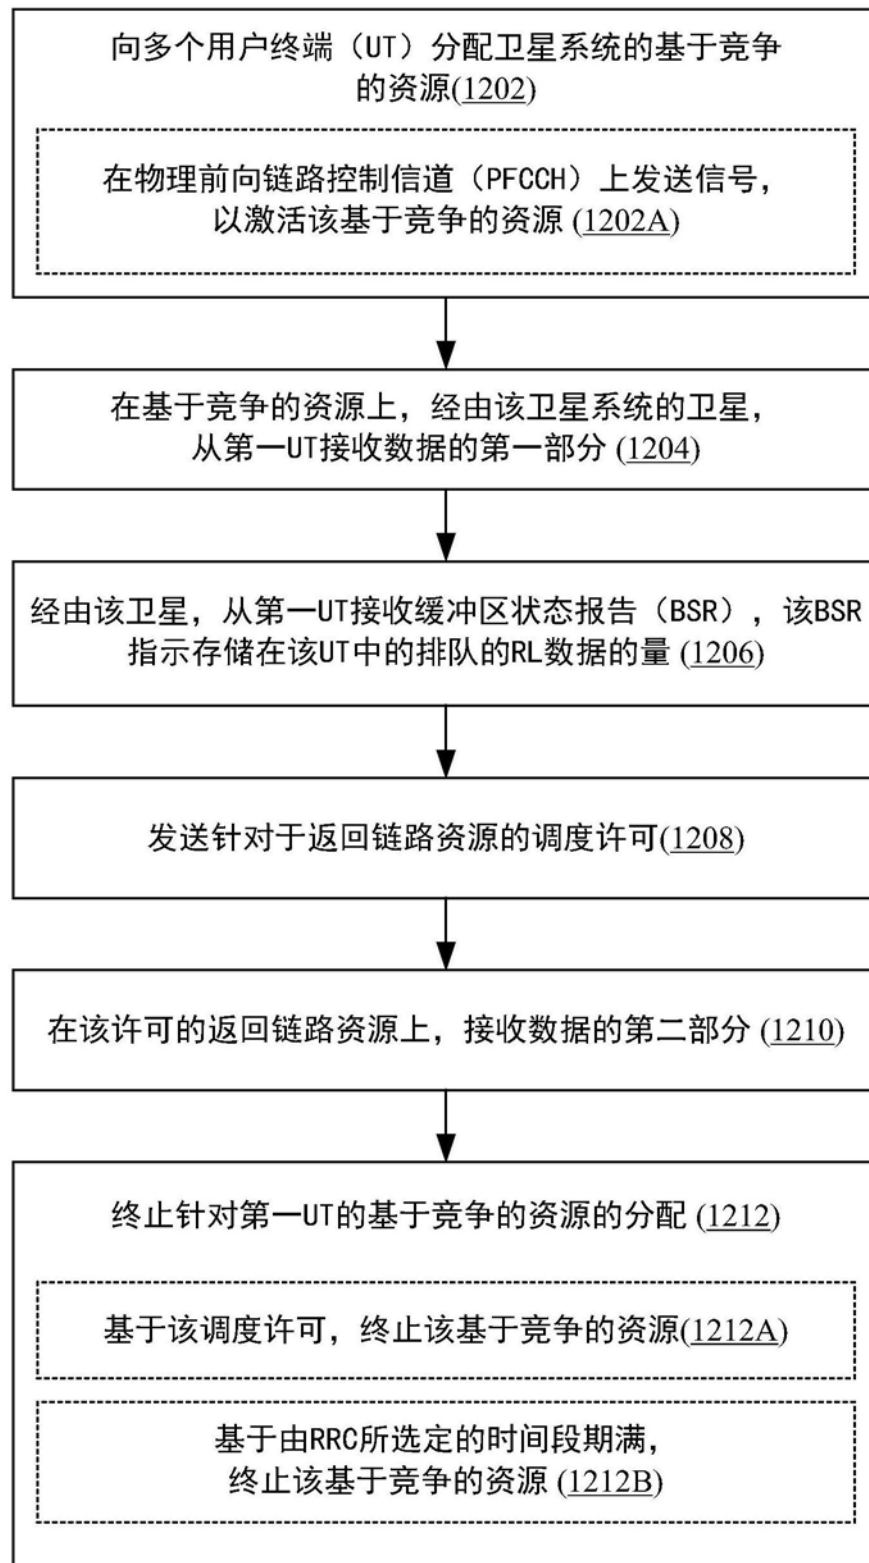 向多个用户终端（UT）分配卫星系统的基于竞争
的资源(1202)
在物理前向链路控制信道（PFCCH）上发送信号，
以激活该基于竞争的资源 (1202A)
在基于竞争的资源上，经由该卫星系统的卫星，
从第一UT接收数据的第一部分 (1204)
经由该卫星，从第一UT接收缓冲区状态报告（BSR），该BSR
指示存储在该UT中的排队的RL数据的量 (1206)
发送针对于返回链路资源的调度许可(1208)
在该许可的返回链路资源上，接收数据的第二部分 (1210)
终止针对第一UT的基于竞争的资源的分配 (1212)
基于该调度许可，终止该基于竞争的资源(1212A)
基于由RRC所选定的时间段期满，
终止该基于竞争的资源 (1212B)